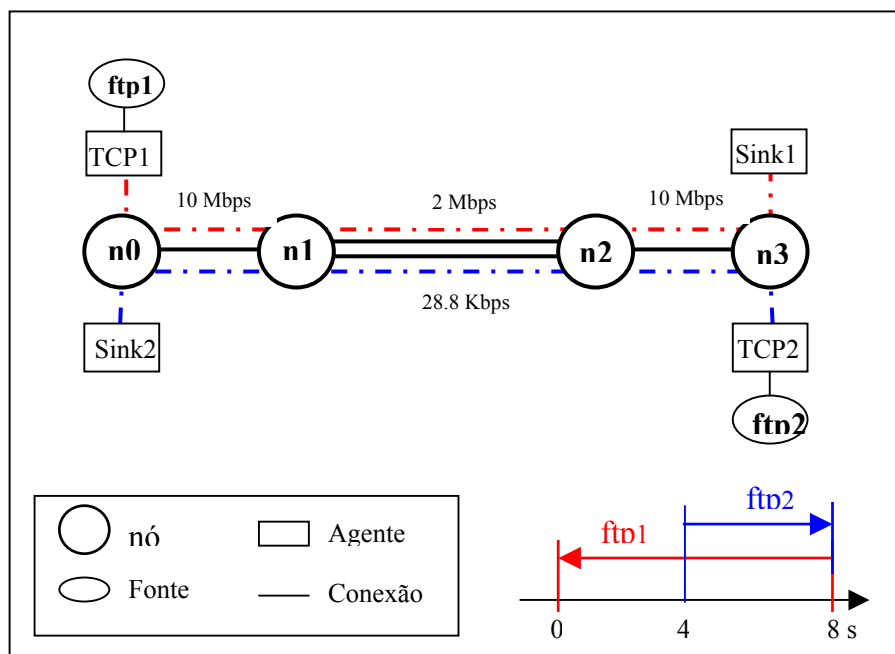 ftp1
TCP1
Sink1
10 Mbps
2 Mbps
10 Mbps
n0
n1
n2
n3
28.8 Kbps
Sink2
TCP2
ftp2
nó
Agente
Fonte
Conexão
ftp2
ftp1
0
4
8 s